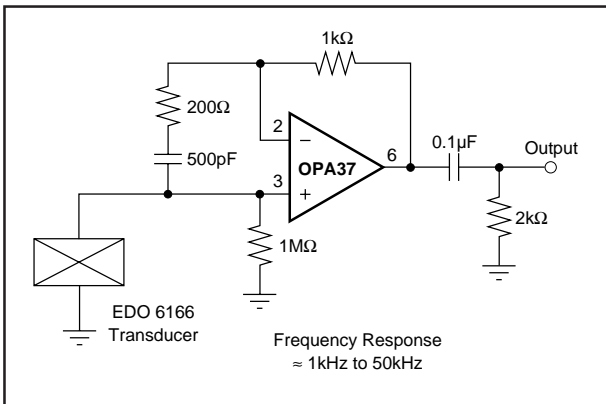 1kΩ
200Ω
500pF
2
3
6
–
+
OPA37
0.1µF
Output
2kΩ
1MΩ
EDO 6166
Transducer
Frequency Response
≈ 1kHz to 50kHz